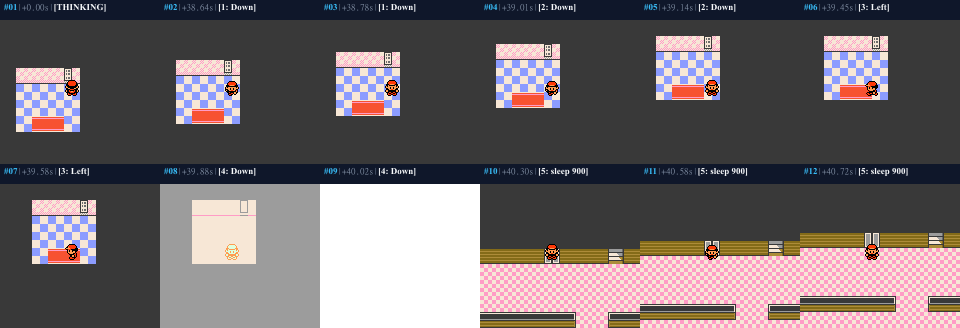 #01 | +0.00s | [THINKING]
#02 | +38.64s | [1: Down]
#03 | +38.78s | [1: Down]
#04 | +39.01s | [2: Down]
#05 | +39.14s | [2: Down]
#06 | +39.45s | [3: Left]
#07 | +39.58s | [3: Left]
#08 | +39.88s | [4: Down]
#09 | +40.02s | [4: Down]
#10 | +40.30s | [5: sleep 900]
#11 | +40.58s | [5: sleep 900]
#12 | +40.72s | [5: sleep 900]